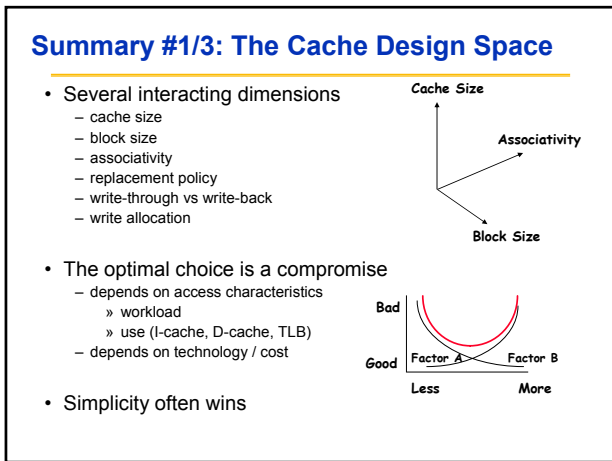 Summary #1/3: The Cache Design Space
• Several interacting dimensions
– cache size
– block size
– associativity
– replacement policy
– write-through vs write-back
– write allocation
Cache Size
Associativity
Block Size
• The optimal choice is a compromise
– depends on access characteristics
» workload
» use (I-cache, D-cache, TLB)
– depends on technology / cost
Bad
Good
Factor A
Factor B
Less
More
• Simplicity often wins